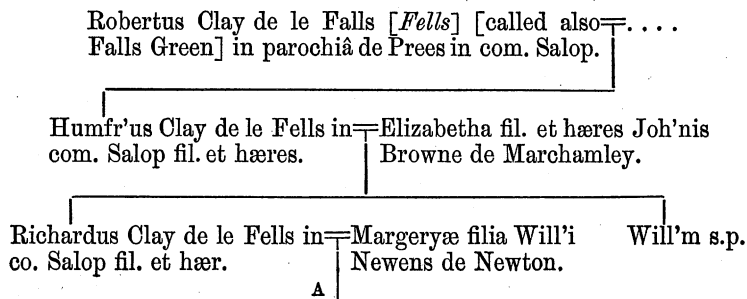 Robertus Clay de le Falls [Fells] [called also=....
Falls Green] in parochiâ de Prees in com. Salop.
Humfr'us Clay de le Fells in=Elizabetha fil. et hæres Joh'nis
com. Salop fil. et hæres. Browne de Marchamley.
Richardus Clay de le Fells in=Margeryæ filia Will'i Will'm s.p.
co. Salop fil. et hær. Newens de Newton.
A